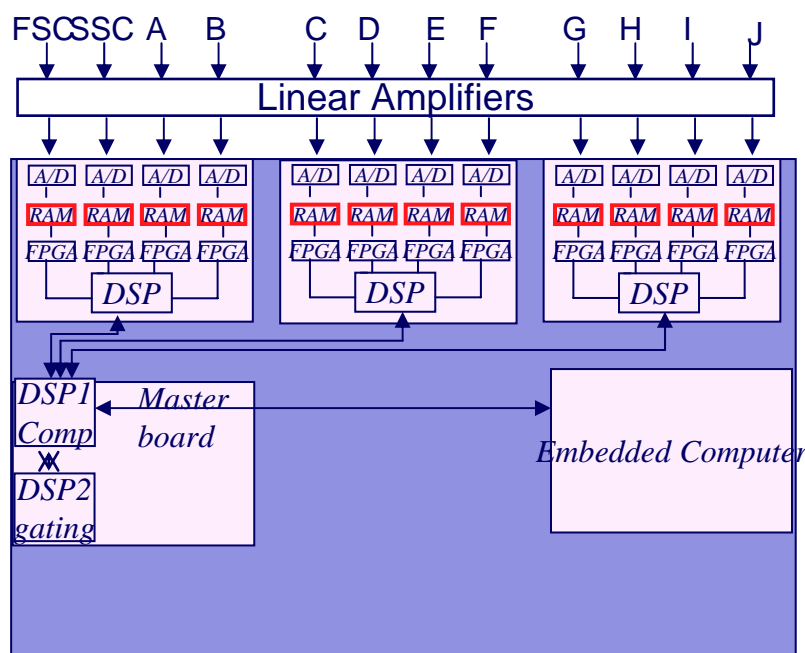 FSC SSC A B C D E F G H I J
Linear Amplifiers
A/D A/D A/D A/D A/D A/D A/D A/D A/D A/D A/D A/D
RAM RAM RAM RAM RAM RAM RAM RAM RAM RAM RAM RAM
FPGA FPGA FPGA FPGA FPGA FPGA FPGA FPGA FPGA FPGA FPGA FPGA
DSP DSP DSP
DSP1
Comp
Master
board
DSP2
gating
Embedded Computer